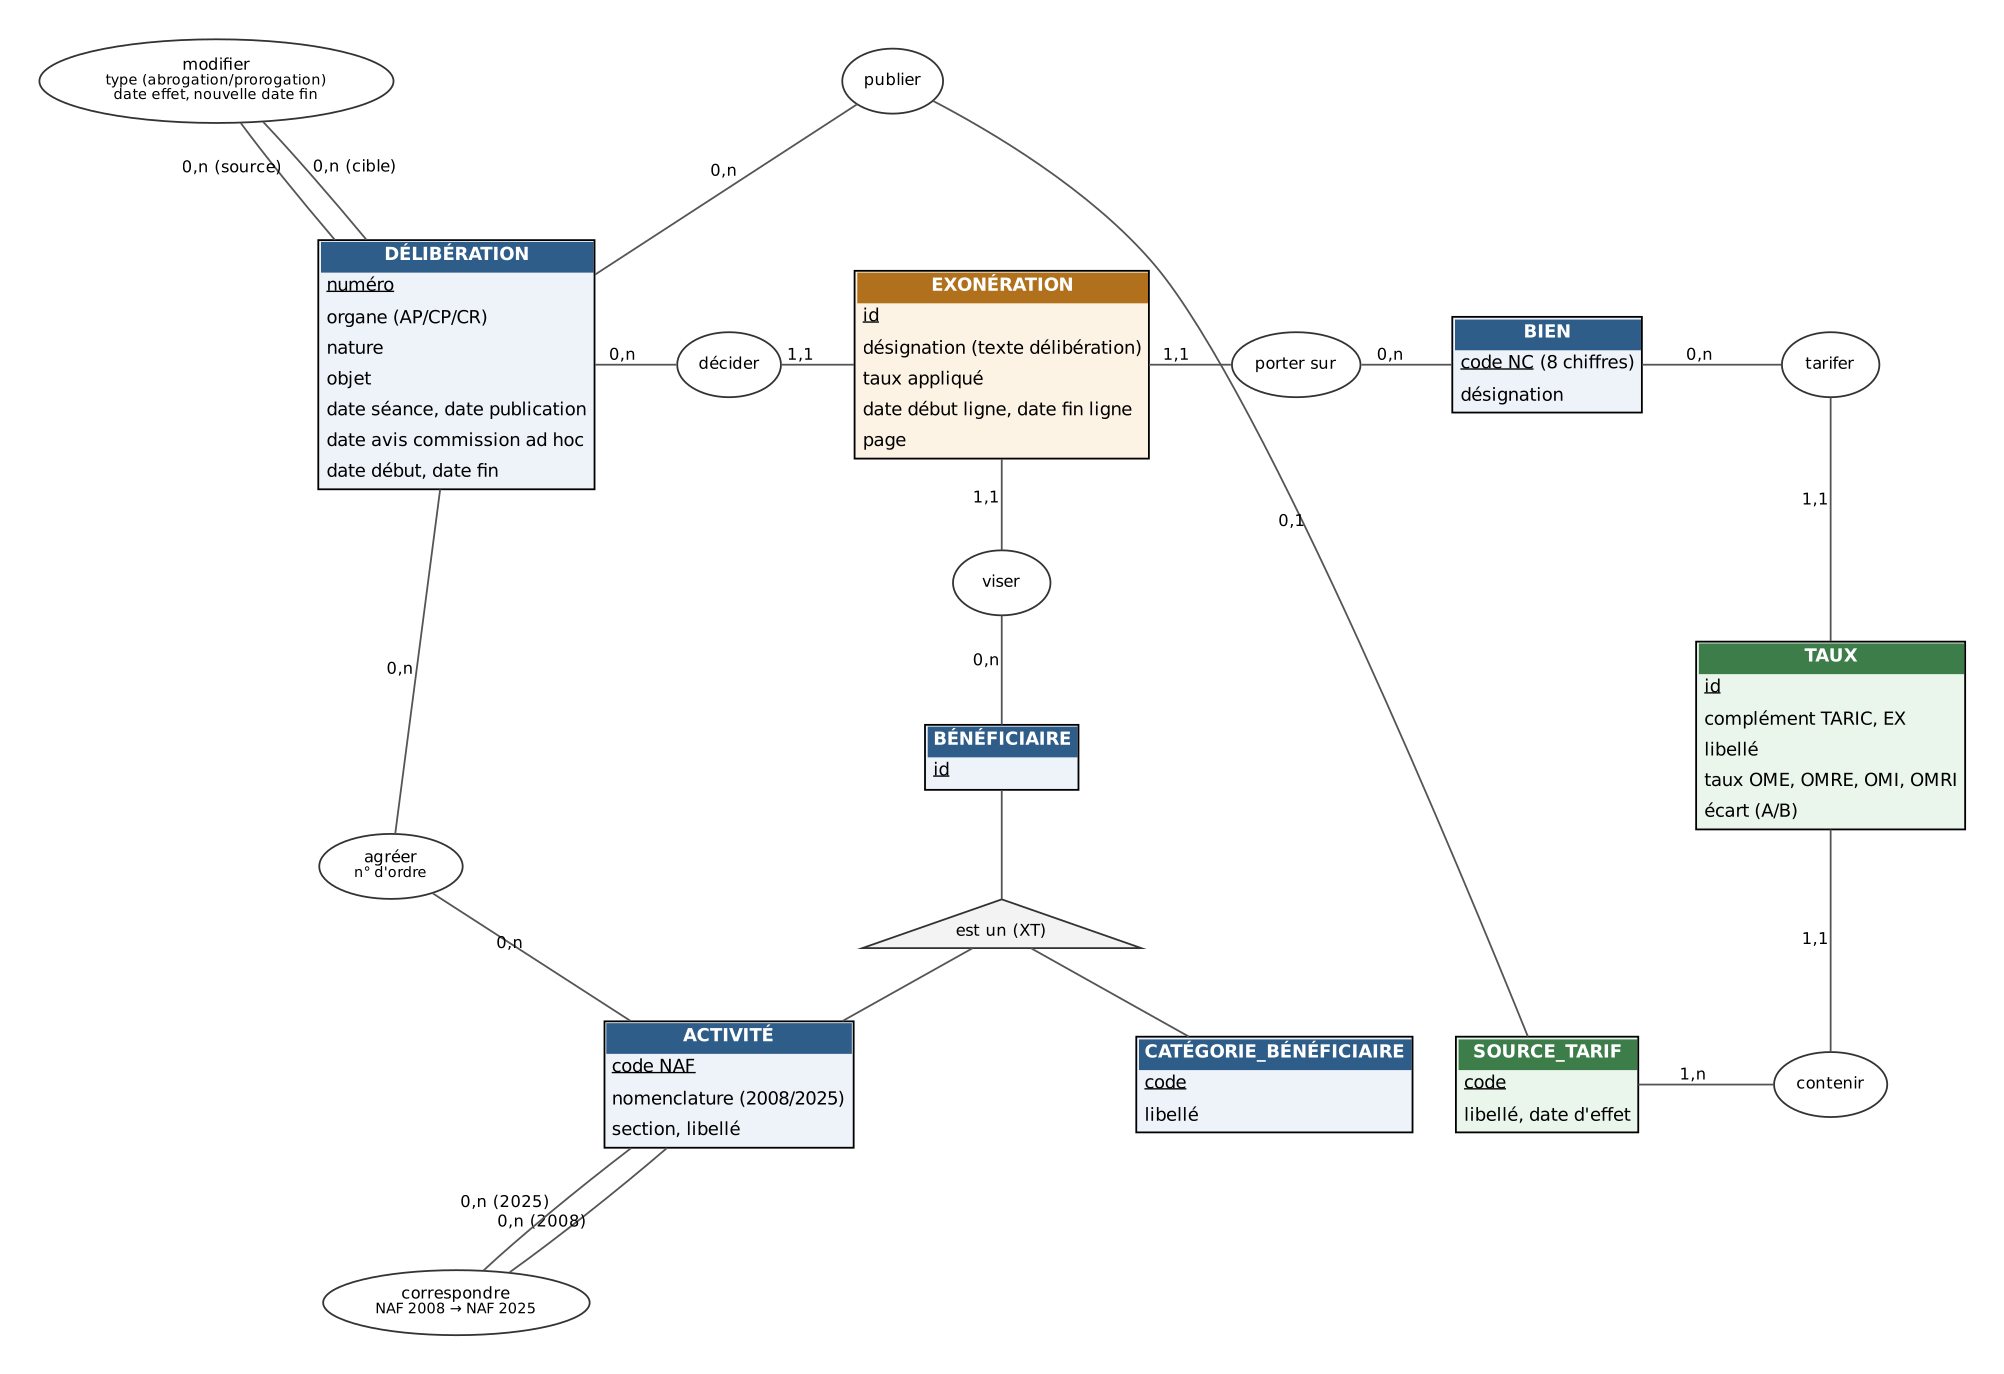 modifier
type (abrogation/prorogation)
date effet, nouvelle date fin
publier
0,n (source)
0,n (cible)
0,n
DÉLIBÉRATION
numéro
organe (AP/CP/CR)
nature
objet
date séance, date publication
date avis commission ad hoc
date début, date fin
0,n
décider
1,1
EXONÉRATION
id
désignation (texte délibération)
taux appliqué
date début ligne, date fin ligne
page
1,1
porter sur
0,n
BIEN
code NC (8 chiffres)
désignation
0,n
tarifer
1,1
1,1
0,1
viser
0,n
0,n
TAUX
id
complément TARIC, EX
libellé
taux OME, OMRE, OMI, OMRI
écart (A/B)
BÉNÉFICIAIRE
id
agréer
n° d'ordre
0,n
est un (XT)
1,1
ACTIVITÉ
code NAF
nomenclature (2008/2025)
section, libellé
CATÉGORIE_BÉNÉFICIAIRE
code
libellé
SOURCE_TARIF
code
libellé, date d'effet
1,n
contenir
0,n (2025)
0,n (2008)
correspondre
NAF 2008 → NAF 2025